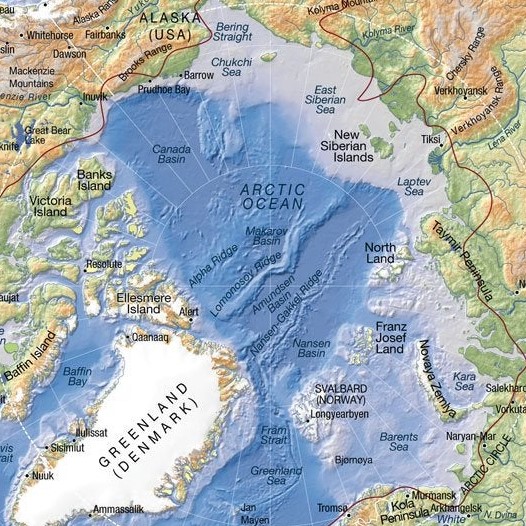 ALASKA
(USA)
Bering
Strait
Kolyma
Kolyma River
Alaska Range
Whitehorse
Fairbanks
Dawson
Brooks Range
Chukchi
Sea
Chersky Range
Mackenzie
Mountains
Barrow
Prudhoe Bay
East
Siberian
Sea
Verkhoyansk
Verkhoyansk Range
Inuvik
Great Bear
Lake
New
Siberian
Islands
Tiksi
Lena River
Canada
Basin
Banks
Island
Laptev
Sea
Victoria
Island
ARCTIC
OCEAN
Makarov
Basin
Taimyr Peninsula
North
Land
Alpha Ridge
Lomonosov Ridge
Resolute
Amundsen
Basin
Nansen-Gakkel Ridge
Ellesmere
Island
Alert
Qaanaaq
Franz
Josef
Land
Nansen
Basin
Baffin Island
Baffin
Bay
Novaya Zemlya
Kara
Sea
SVALBARD
(NORWAY)
Salekhard
Longyearbyen
Vorkuta
GREENLAND
(DENMARK)
Ilulissat
Sisimiut
Fram
Strait
Barents
Sea
Naryan-Mar
ARCTIC CIRCLE
Bjørnøya
Nuuk
Greenland
Sea
Ammassalik
Jan
Mayen
Tromsø
Murmansk
Kola
Peninsula
Arkhangelsk
White
N. Dvina